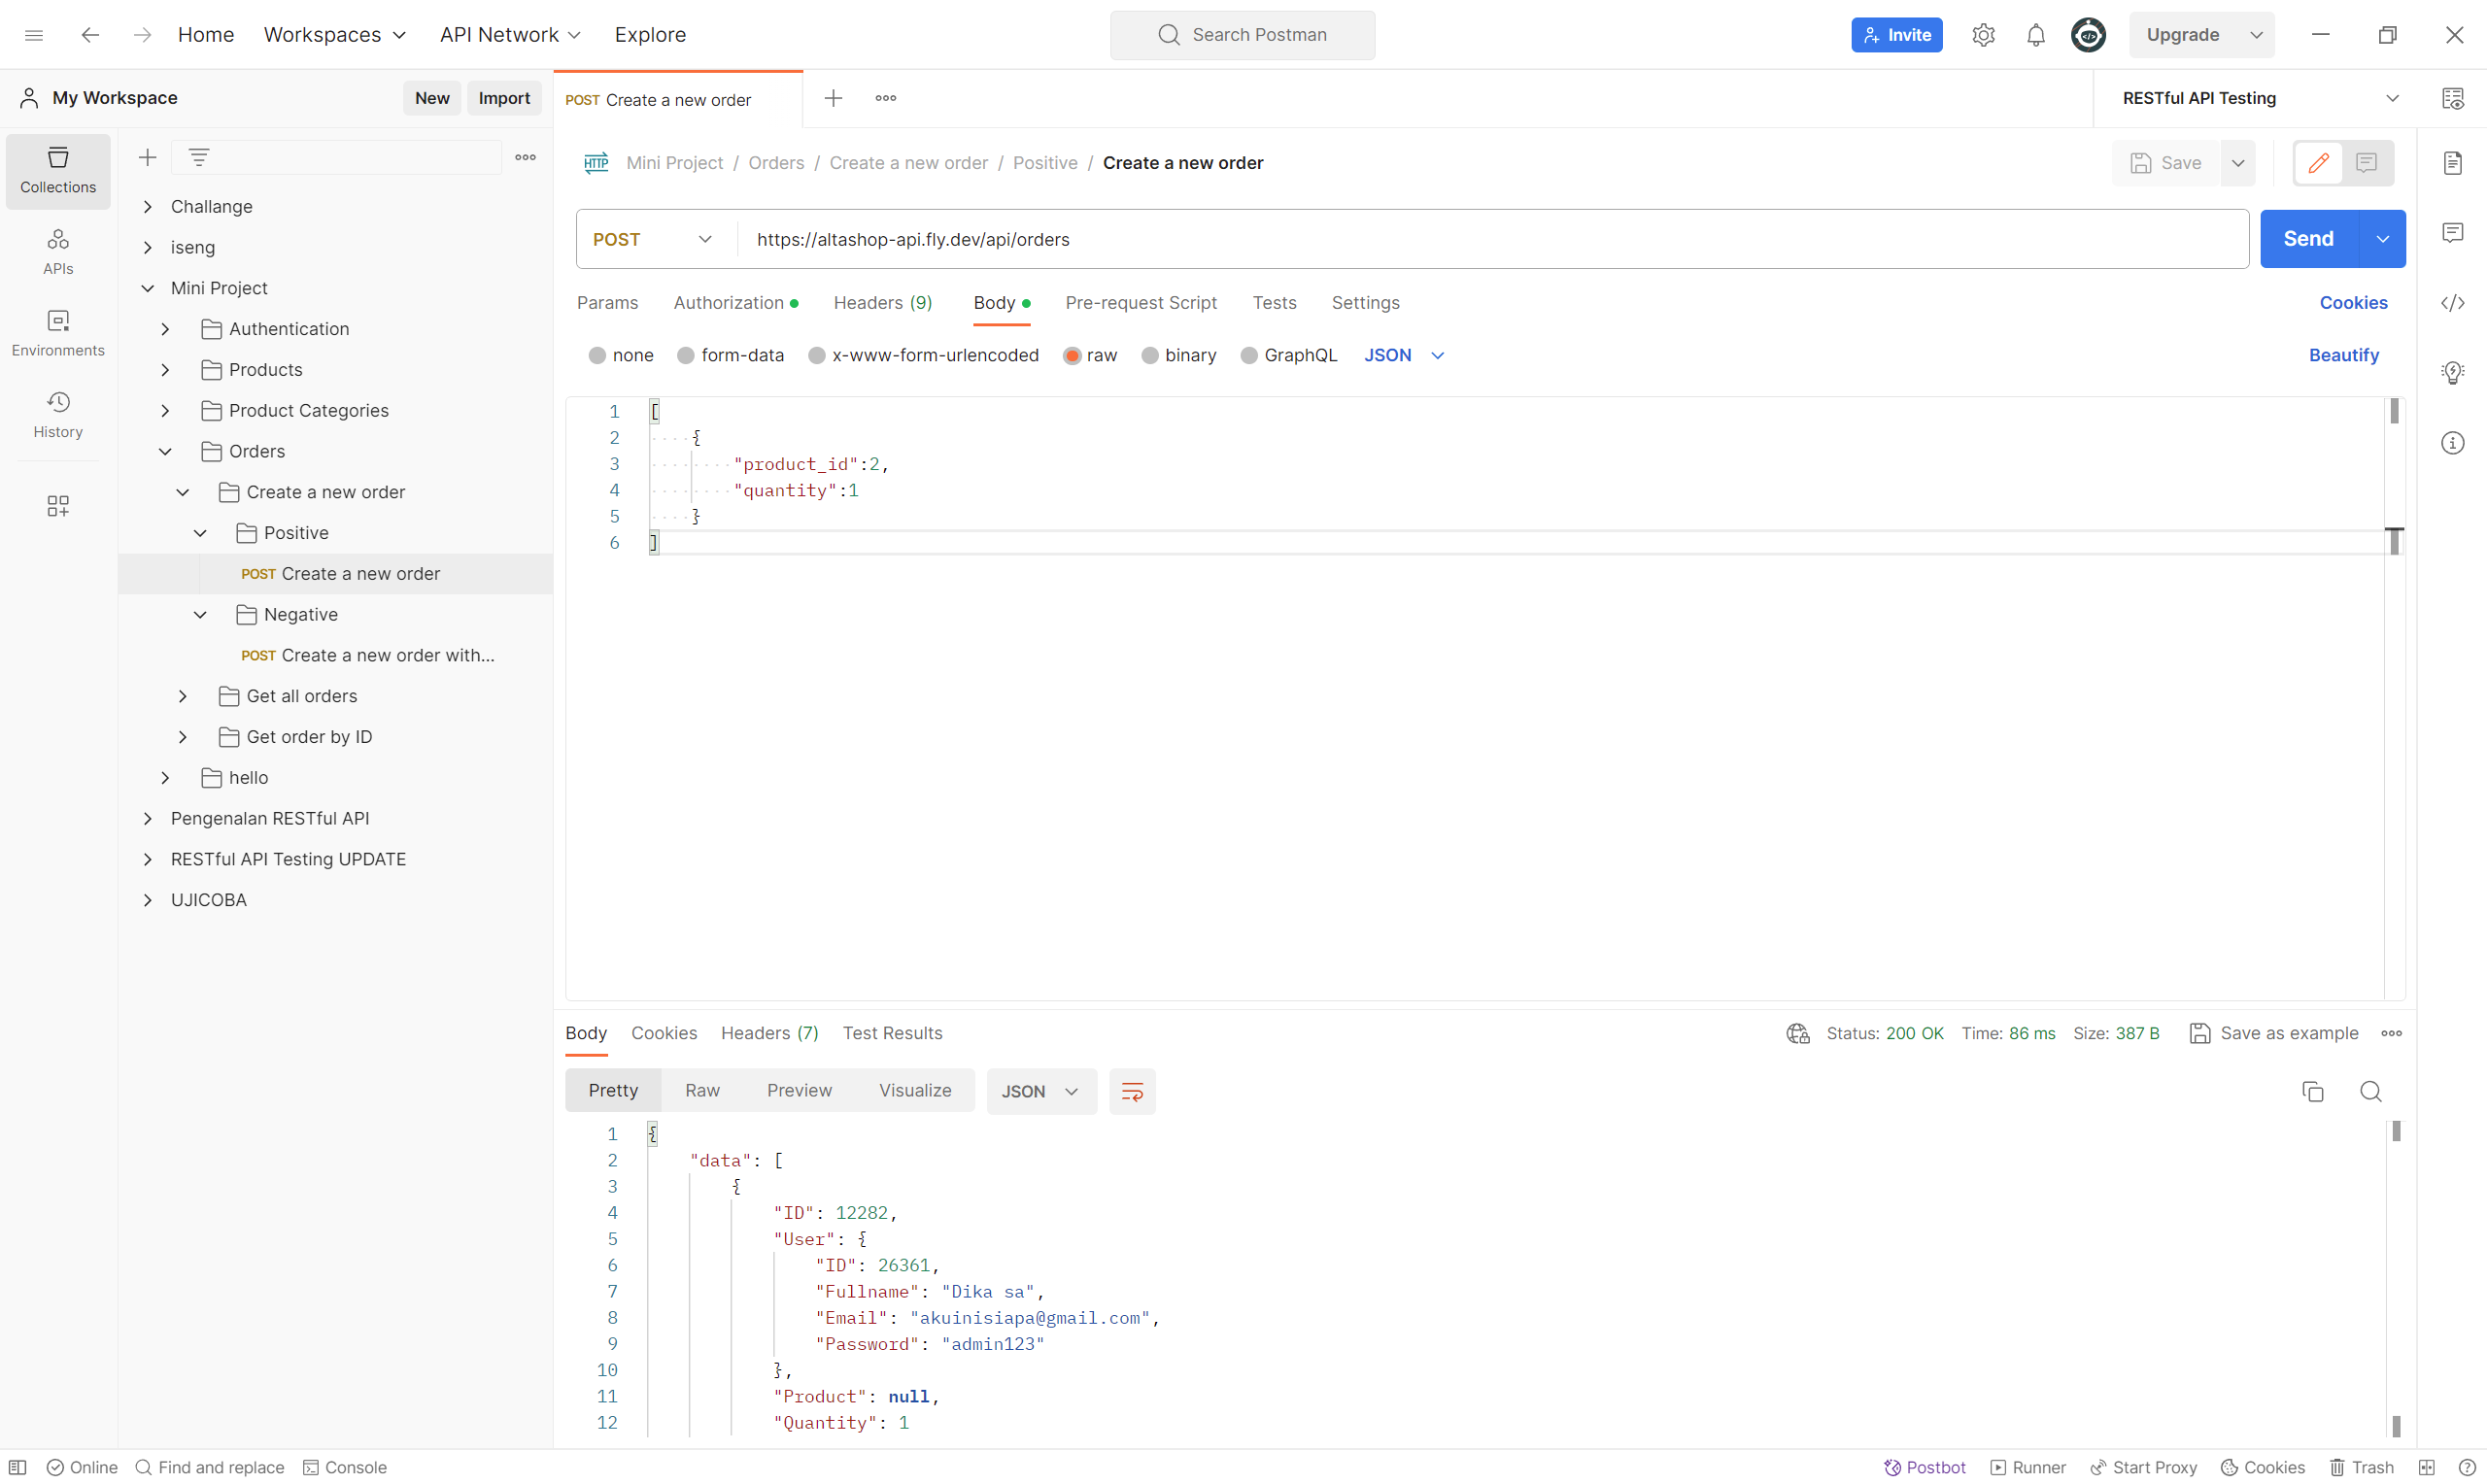 Home Workspaces API Network Explore Search Postman Invite Upgrade
My Workspace New Import POST Create a new order RESTful API Testing
Collections
APIs
Environments
History
Challange
iseng
Mini Project
Authentication
Products
Product Categories
Orders
Create a new order
Positive
POST Create a new order
Negative
POST Create a new order with...
Get all orders
Get order by ID
hello
Pengenalan RESTful API
RESTful API Testing UPDATE
UJICOBA
HTTP Mini Project / Orders / Create a new order / Positive / Create a new order Save
POST https://altashop-api.fly.dev/api/orders Send
Params Authorization Headers (9) Body Pre-request Script Tests Settings Cookies
none form-data x-www-form-urlencoded raw binary GraphQL JSON Beautify
1 [
2 {
3 "product_id":2,
4 "quantity":1
5 }
6 ]
Body Cookies Headers (7) Test Results Status: 200 OK Time: 86 ms Size: 387 B Save as example
Pretty Raw Preview Visualize JSON
1 {
2 "data": [
3 {
4 "ID": 12282,
5 "User": {
6 "ID": 26361,
7 "Fullname": "Dika sa",
8 "Email": "akuinisiapa@gmail.com",
9 "Password": "admin123"
10 },
11 "Product": null,
12 "Quantity": 1
Online Find and replace Console Postbot Runner Start Proxy Cookies Trash